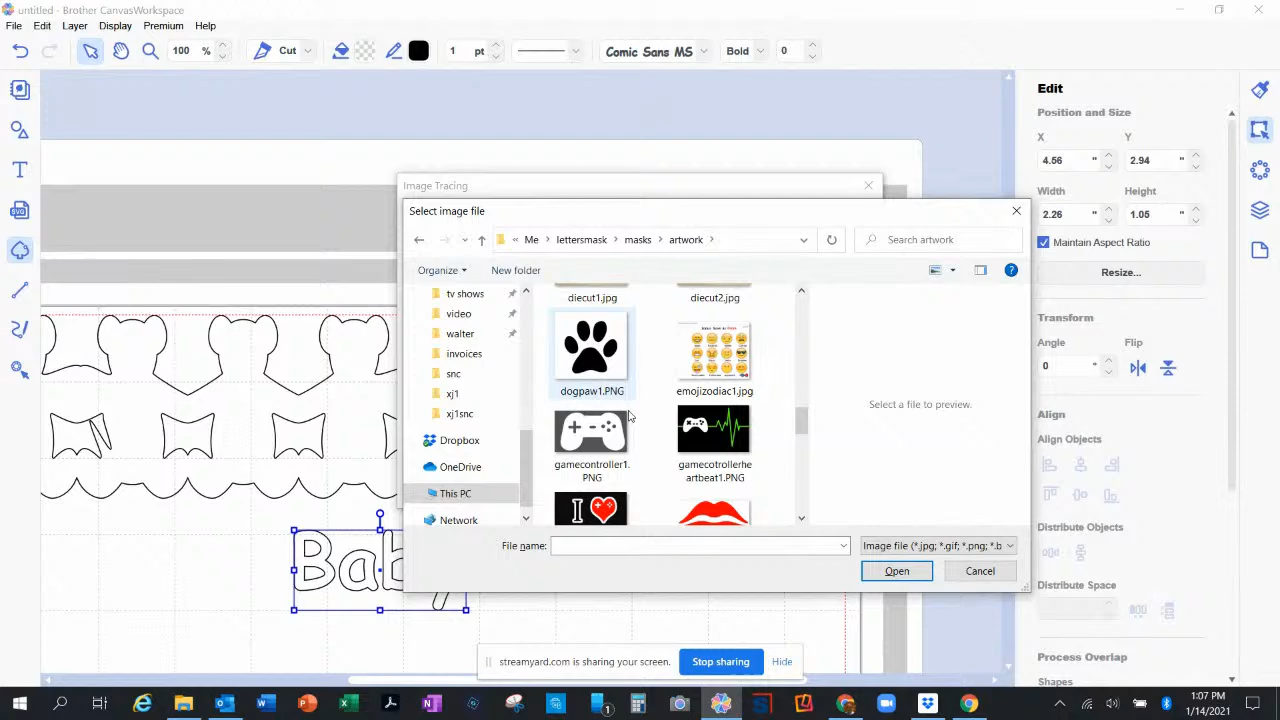 untitled - Brother CanvasWorkspace
File Edit Layer Display Premium Help
100 % Cut 1 pt Comic Sans MS Bold 0
Edit
Position and Size
X Y
4.56 " 2.94 "
Width Height
2.26 " 1.05 "
Maintain Aspect Ratio
Resize...
Transform
Angle Flip
0 °
Align
Align Objects
Distribute Objects
Distribute Space
Process Overlap
Shapes
Image Tracing
Select image file
« Me › lettersmask › masks › artwork ›
Search artwork
Organize New folder
tv shows
video
walter
invoices
snc
xj1
xj1snc
Dropbox
OneDrive
This PC
Network
diecut1.jpg diecut2.jpg
dogpaw1.PNG emojizodiac1.jpg
gamecontroller1.
PNG
gamecotrollerhe
artbeat1.PNG
I
Select a file to preview.
File name: Image file (*.jpg; *.gif; *.png; *.b
Open Cancel
Baby
T
SVG
streamyard.com is sharing your screen. Stop sharing Hide
1:07 PM
1/14/2021